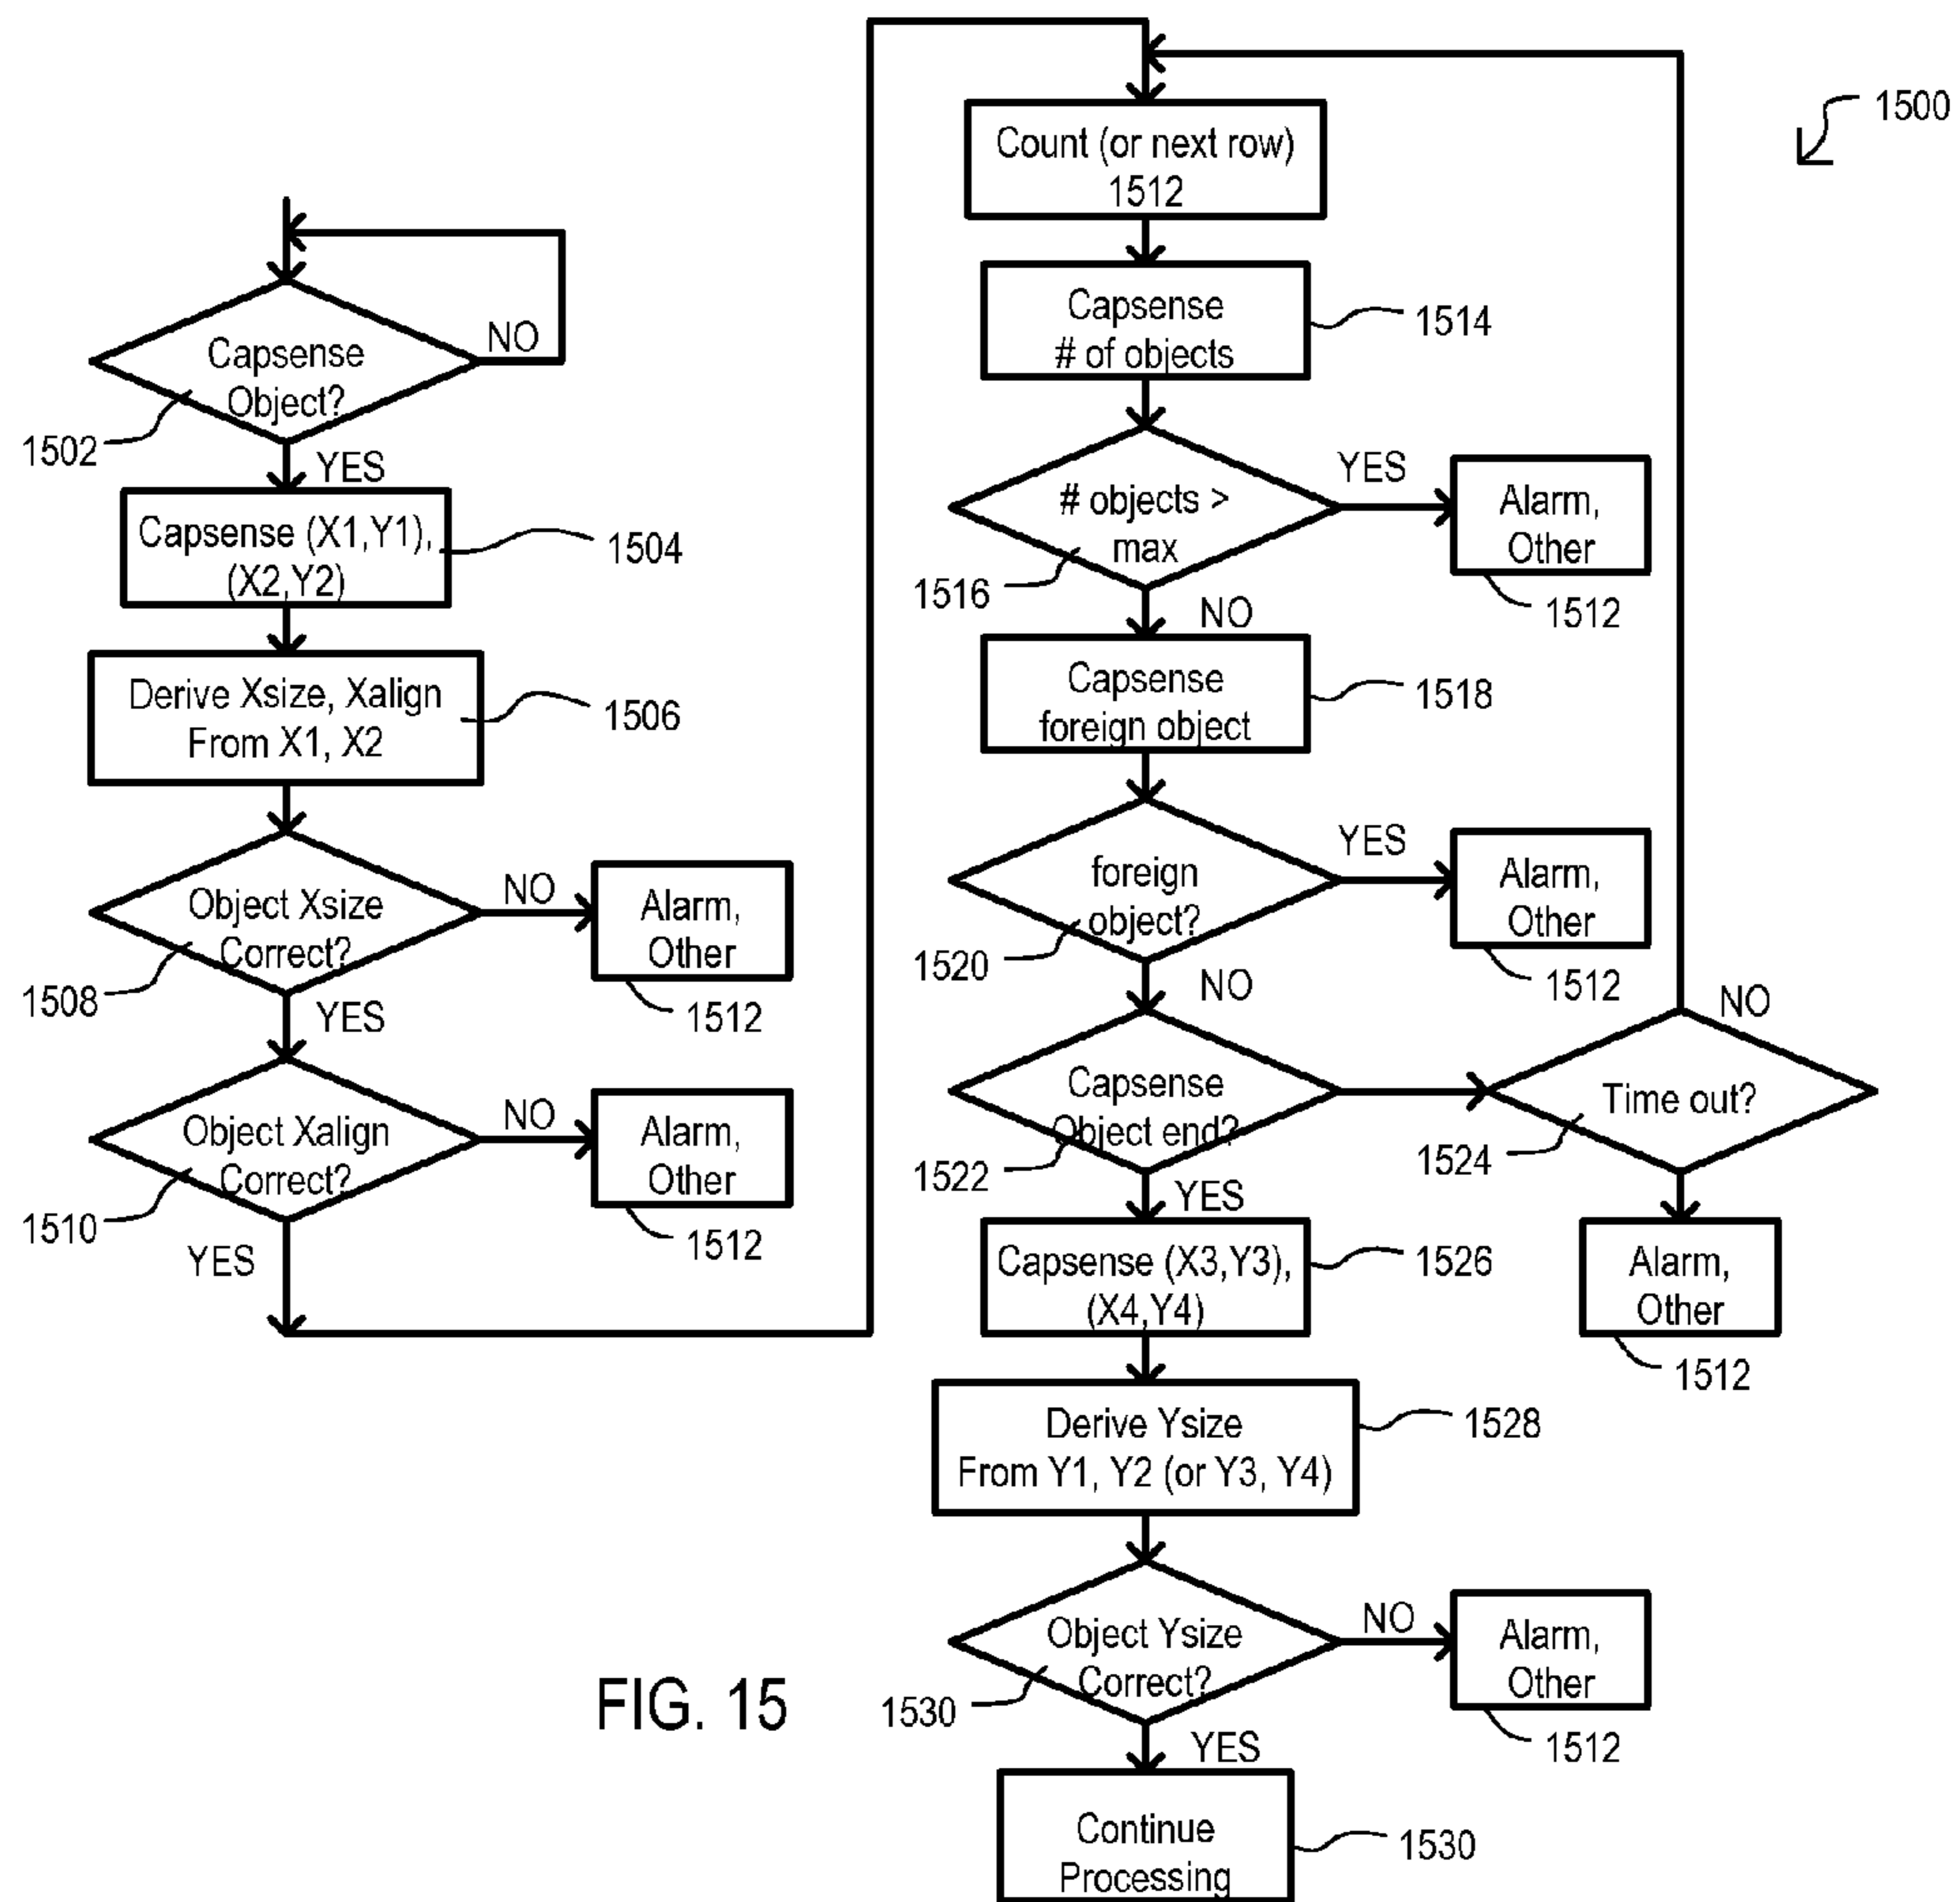 1500
Capsense
Object?
NO
1502
YES
Capsense (X1,Y1),
(X2,Y2)
1504
Derive Xsize, Xalign
From X1, X2
1506
Object Xsize
Correct?
NO
Alarm,
Other
1512
1508
YES
Object Xalign
Correct?
NO
Alarm,
Other
1512
1510
YES
Count (or next row)
1512
Capsense
# of objects
1514
# objects >
max
YES
Alarm,
Other
1512
1516
NO
Capsense
foreign object
1518
foreign
object?
YES
Alarm,
Other
1512
1520
NO
Capsense
Object end?
1522
Time out?
NO
1524
Alarm,
Other
1512
YES
Capsense (X3,Y3),
(X4,Y4)
1526
Derive Ysize
From Y1, Y2 (or Y3, Y4)
1528
Object Ysize
Correct?
NO
Alarm,
Other
1512
1530
YES
Continue
Processing
1530
FIG. 15